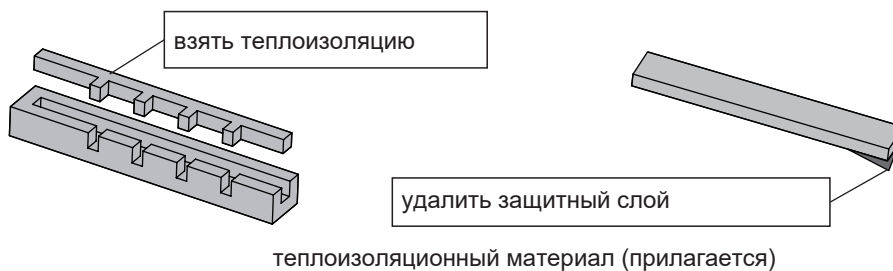 взять теплоизоляцию
удалить защитный слой
теплоизоляционный материал (прилагается)